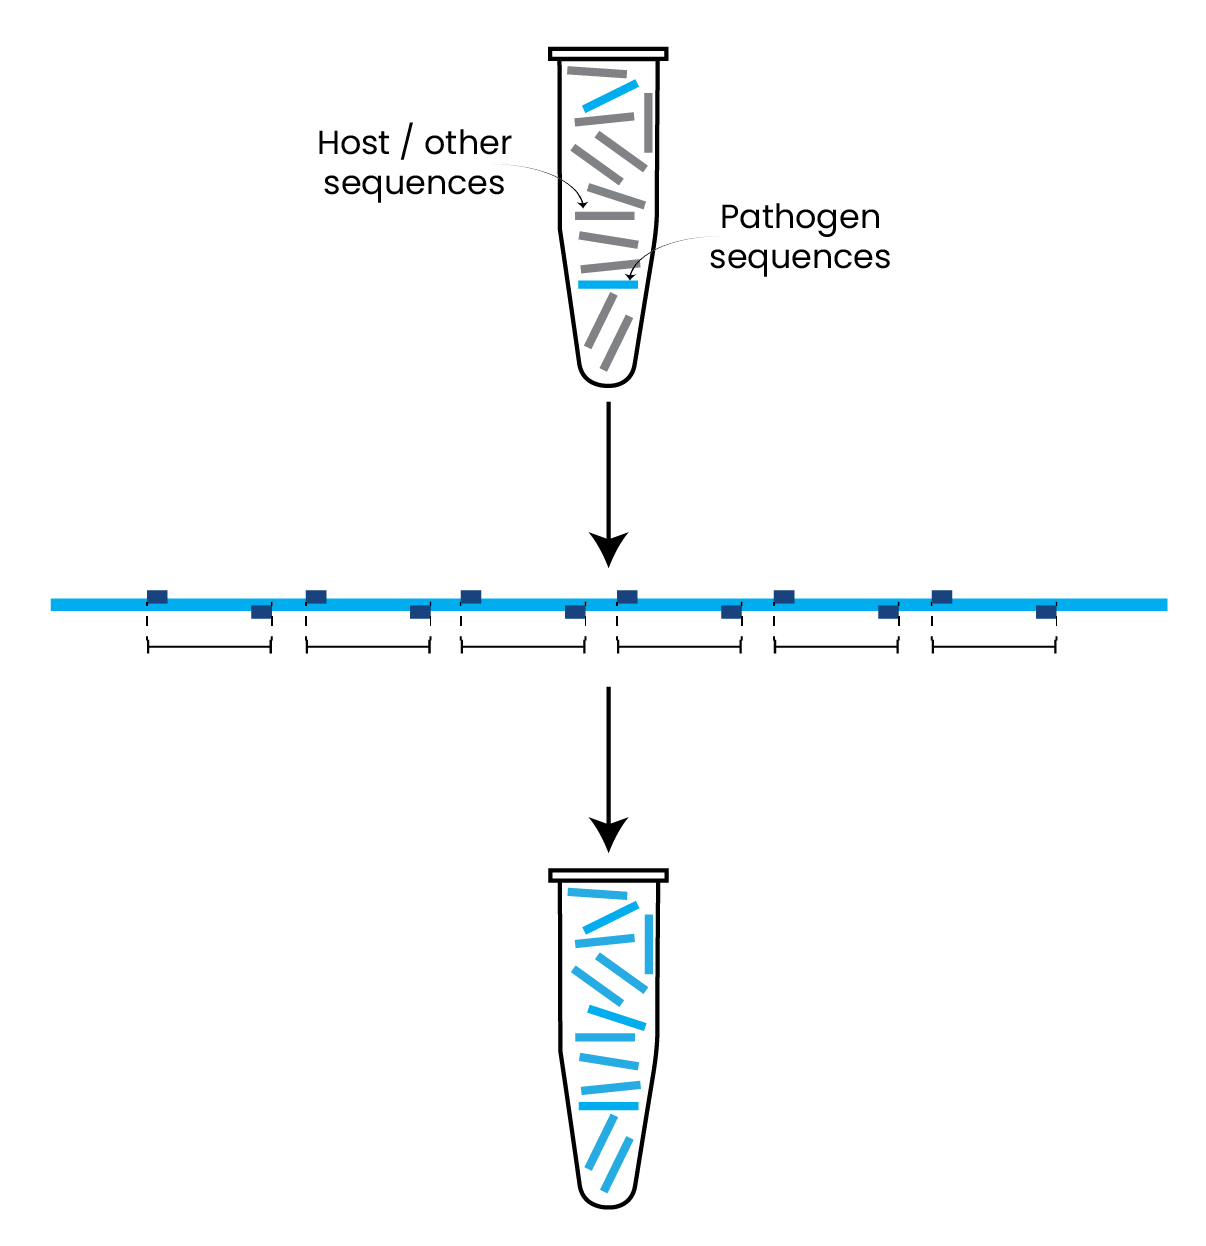 Host / other
sequences
Pathogen
sequences